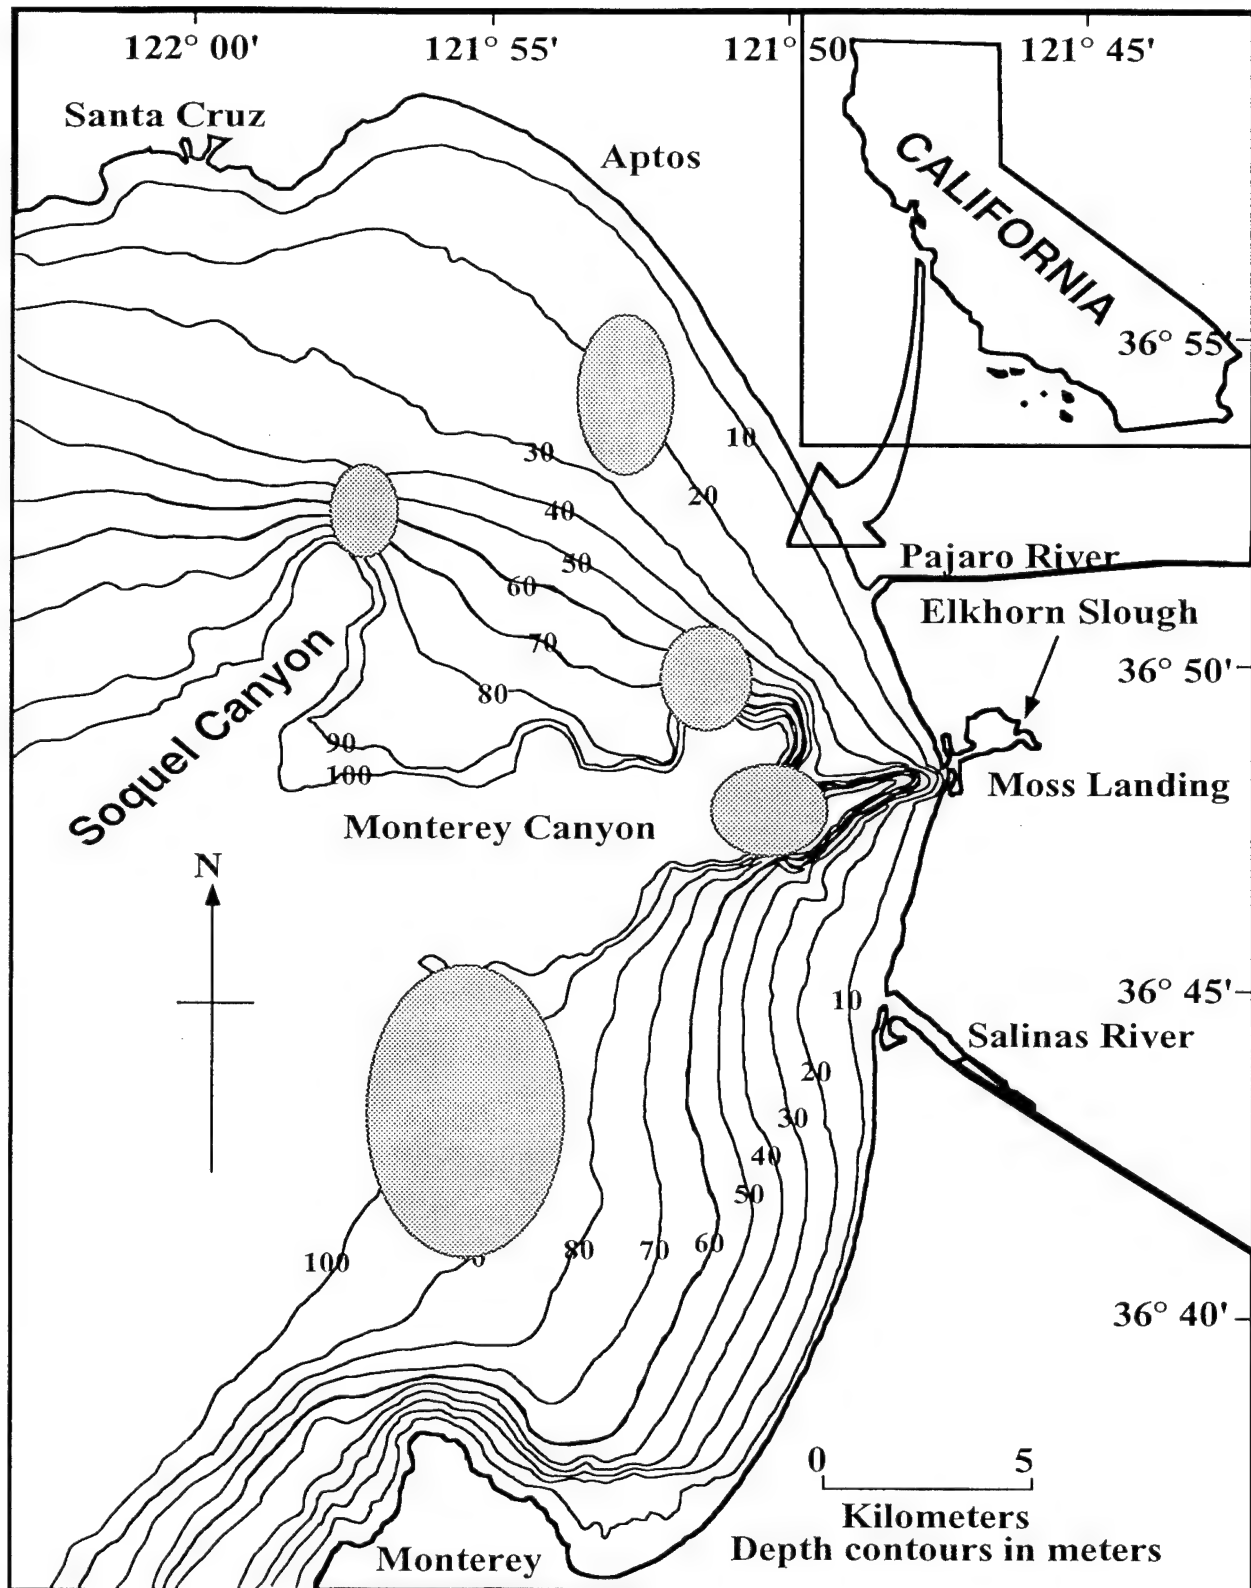 122° 00'
121° 55'
121° 50'
121° 45'
Santa Cruz
Aptos
CALIFORNIA
36° 55'
10
30
20
40
50
60
70
80
90
100
Pajaro River
Elkhorn Slough
36° 50'
Soquel Canyon
Moss Landing
Monterey Canyon
N
36° 45'
10
Salinas River
20
30
40
50
60
70
80
0
100
36° 40'
0 5
Kilometers
Depth contours in meters
Monterey